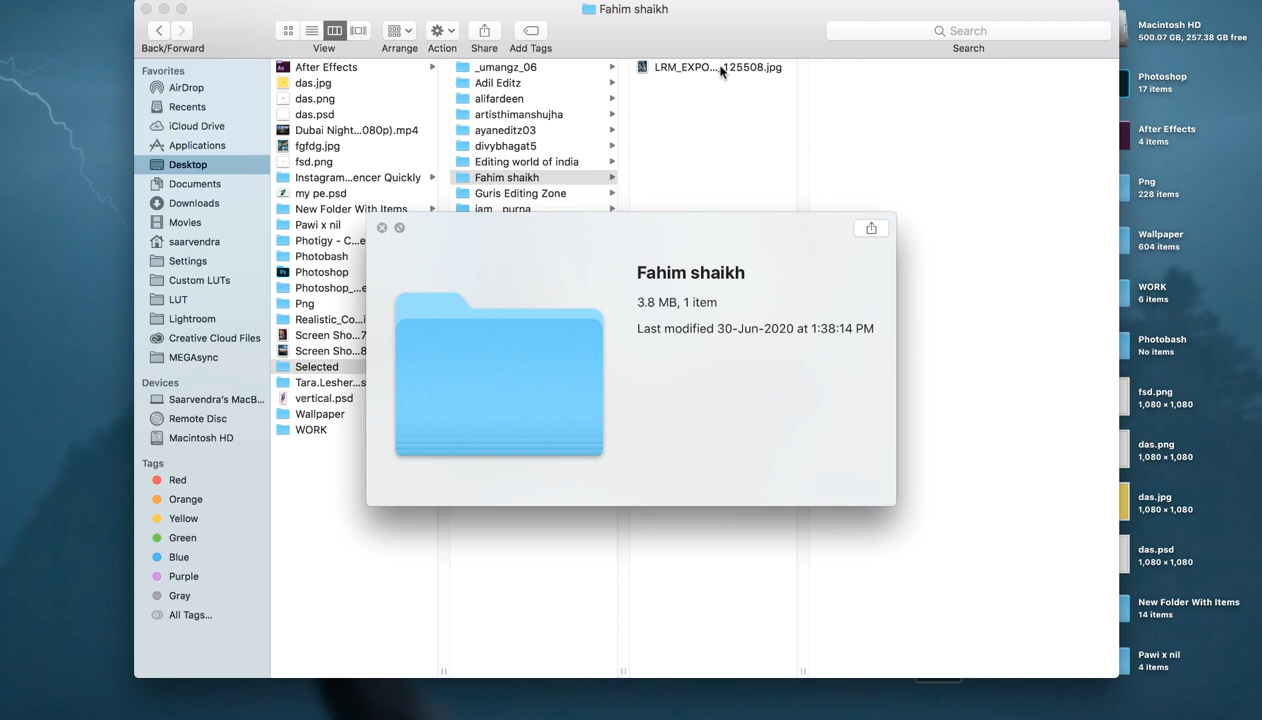 Fahim shaikh
Back/Forward
View
Arrange
Action
Share
Add Tags
Search
Search
Favorites
AirDrop
Recents
iCloud Drive
Applications
Desktop
Documents
Downloads
Movies
saarvendra
Settings
Custom LUTs
LUT
Lightroom
Creative Cloud Files
MEGAsync
Devices
Saarvendra's MacB...
Remote Disc
Macintosh HD
Tags
Red
Orange
Yellow
Green
Blue
Purple
Gray
All Tags...
After Effects
das.jpg
das.png
das.psd
Dubai Night...080p).mp4
fgfdg.jpg
fsd.png
Instagram...encer Quickly
my pe.psd
New Folder With Items
Pawi x nil
Photigy - C...e
Photobash
Photoshop
Photoshop_...e
Png
Realistic_Co...i
Screen Sho...7
Screen Sho...8
Selected
Tara.Lesher...s
vertical.psd
Wallpaper
WORK
_umangz_06
Adil Editz
alifardeen
artisthimanshujha
ayaneditz03
divybhagat5
Editing world of india
Fahim shaikh
Guris Editing Zone
iam__purna
LRM_EXPO..._125508.jpg
Fahim shaikh
3.8 MB, 1 item
Last modified 30-Jun-2020 at 1:38:14 PM
Macintosh HD
500.07 GB, 257.38 GB free
Photoshop
17 items
After Effects
4 items
Png
228 items
Wallpaper
604 items
WORK
6 items
Photobash
No items
fsd.png
1,080 × 1,080
das.png
1,080 × 1,080
das.jpg
1,080 × 1,080
das.psd
1,080 × 1,080
New Folder With Items
14 items
Pawi x nil
4 items